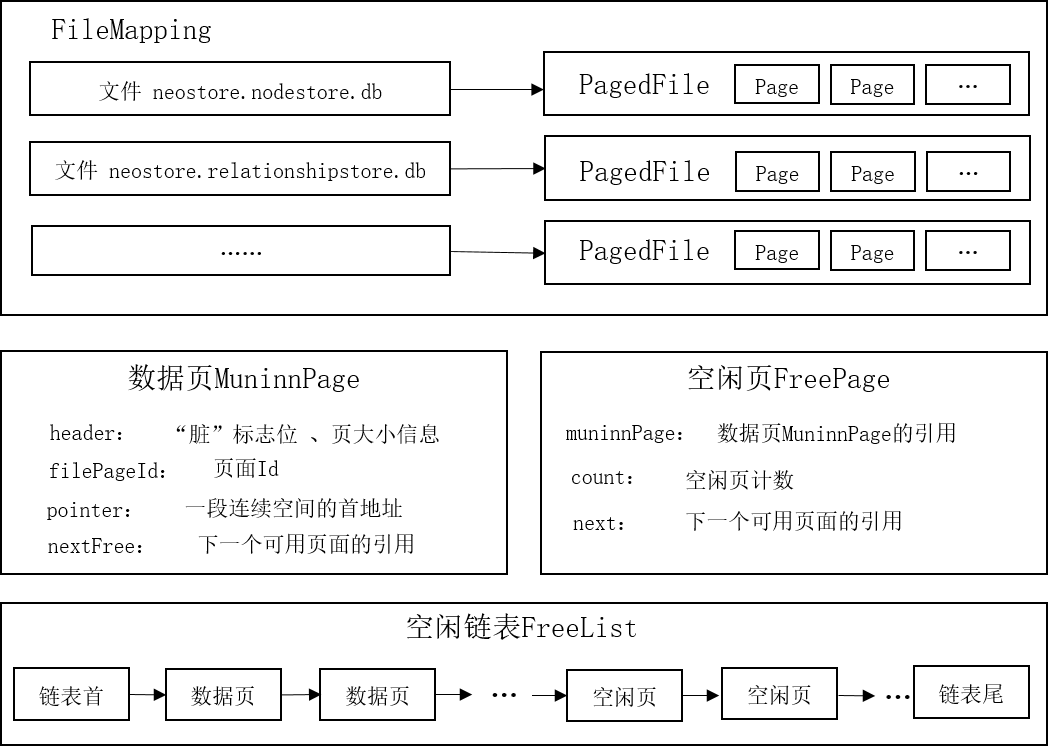 FileMapping
文件 neostore.nodestore.db
PagedFile Page Page …
文件 neostore.relationshipstore.db
PagedFile Page Page …
……
PagedFile Page Page …
数据页MuninnPage
header: “脏”标志位 、页大小信息
filePageId: 页面Id
pointer: 一段连续空间的首地址
nextFree: 下一个可用页面的引用
空闲页FreePage
muninnPage: 数据页MuninnPage的引用
count: 空闲页计数
next: 下一个可用页面的引用
空闲链表FreeList
链表首 数据页 数据页 … 空闲页 空闲页 … 链表尾